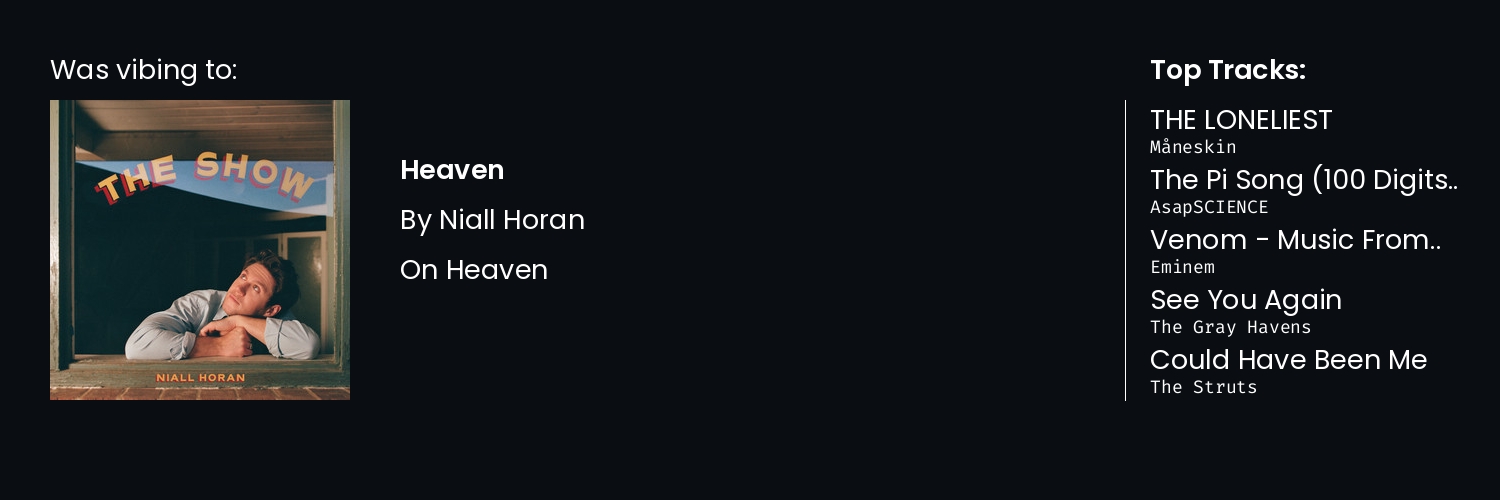 Was vibing to:
THE SHOW
NIALL HORAN
Heaven
By Niall Horan
On Heaven
Top Tracks:
THE LONELIEST
Måneskin
The Pi Song (100 Digits..
AsapSCIENCE
Venom - Music From..
Eminem
See You Again
The Gray Havens
Could Have Been Me
The Struts